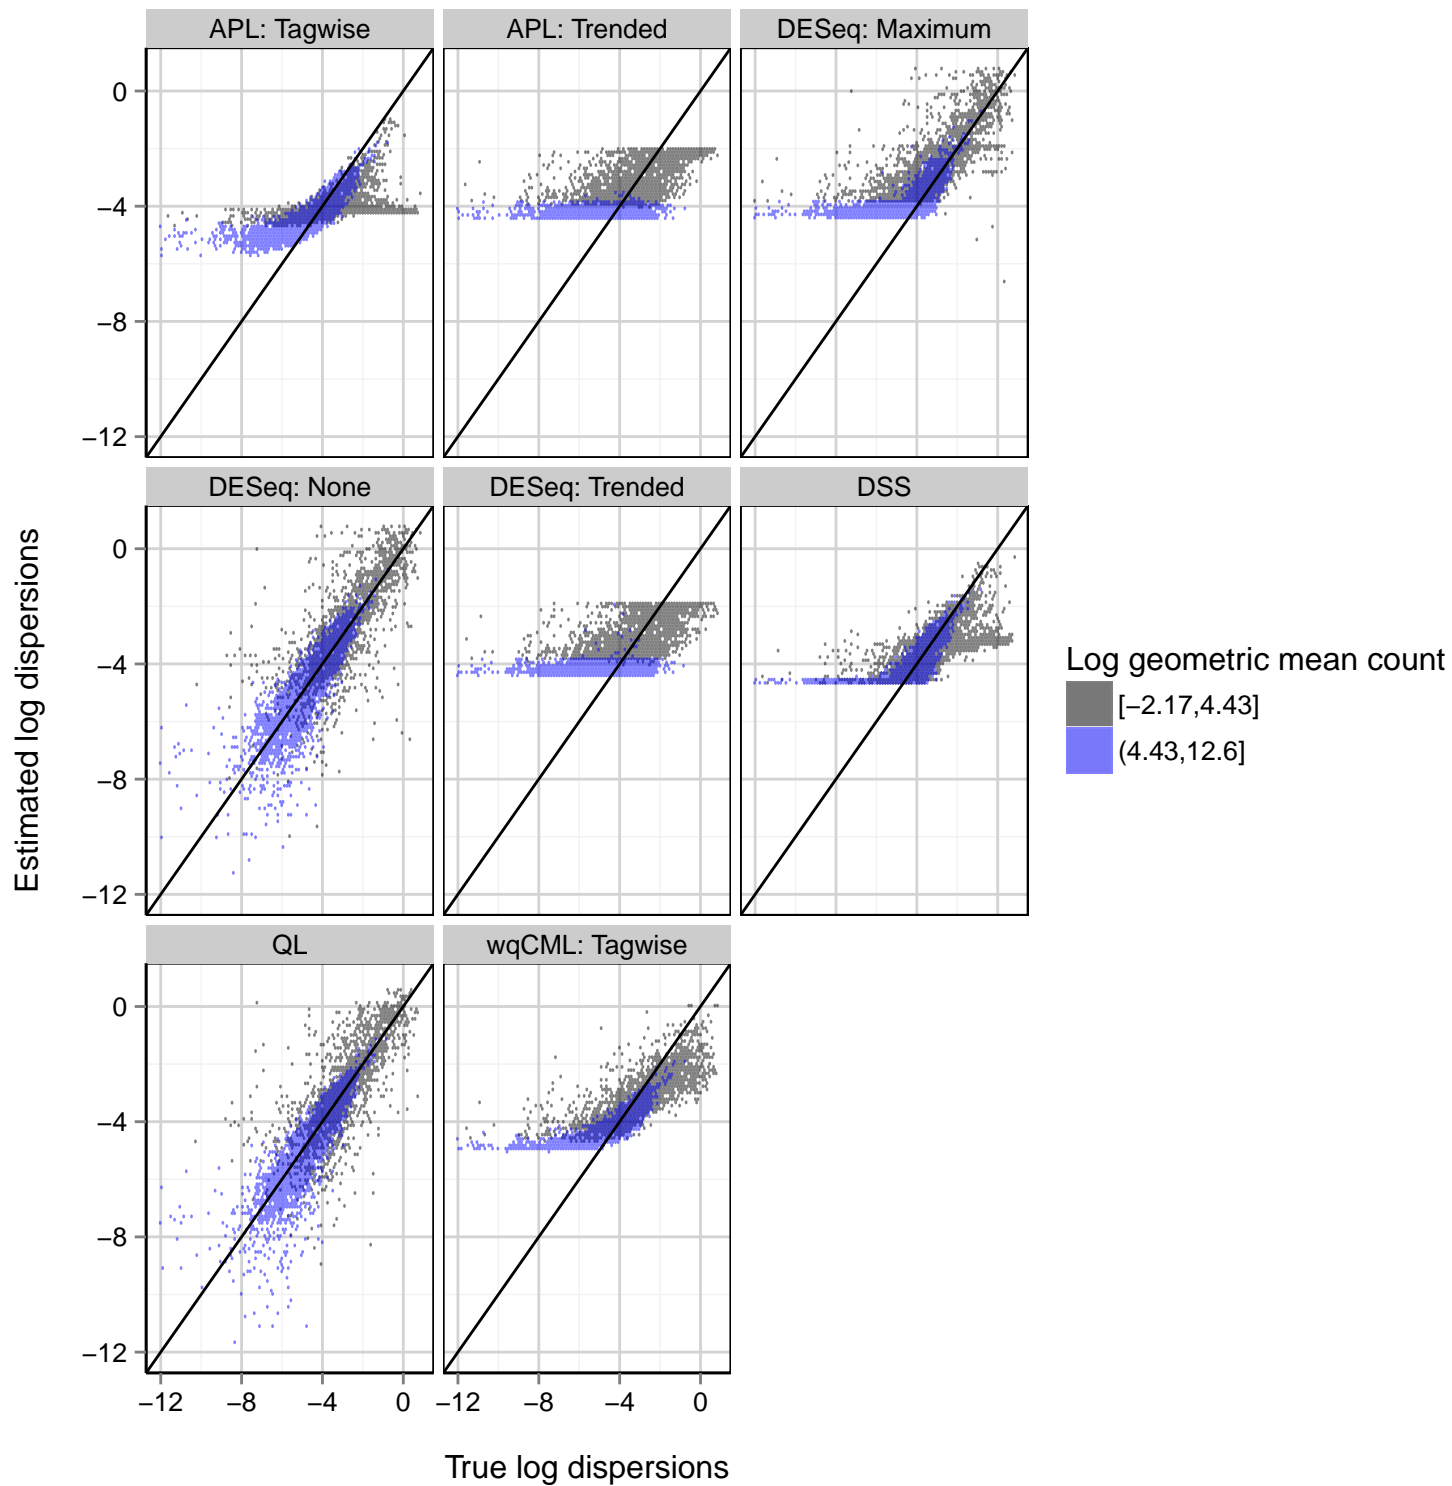 APL: Tagwise APL: Trended DESeq: Maximum
0
−4
−8
−12
DESeq: None DESeq: Trended DSS
0
−4
−8
−12
Estimated log dispersions
Log geometric mean count
[−2.17,4.43]
(4.43,12.6]
QL wqCML: Tagwise
0
−4
−8
−12
−12 −8 −4 0 −12 −8 −4 0
True log dispersions